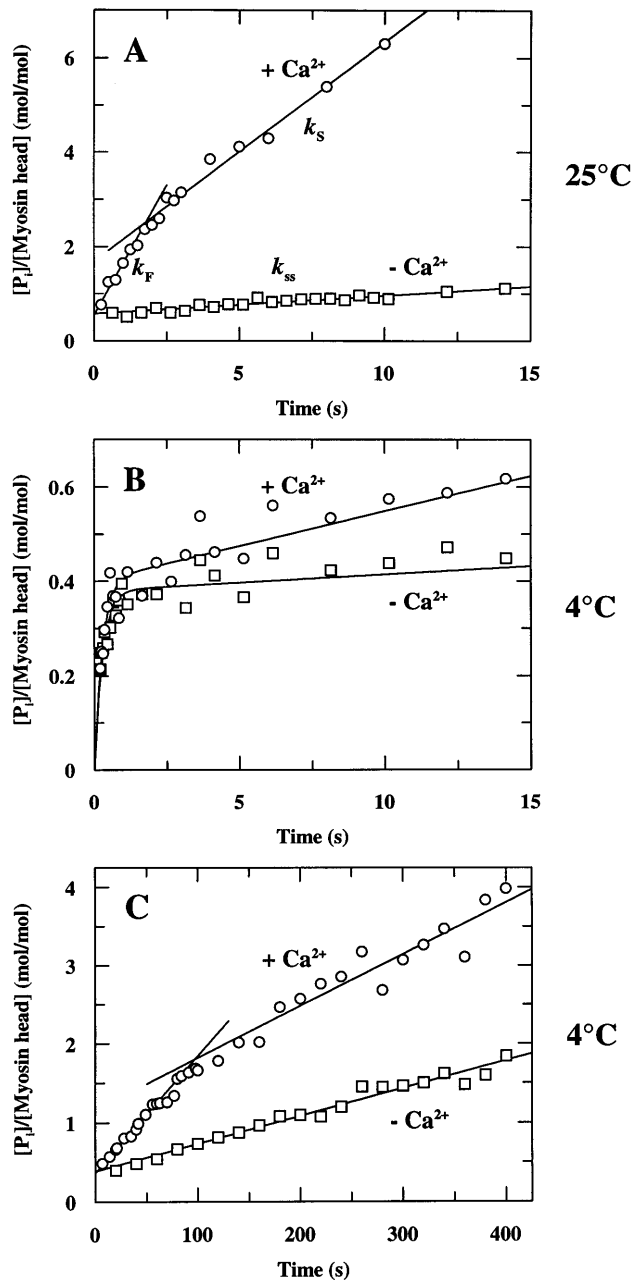 A
[Pi]/[Myosin head] (mol/mol)
6
4
2
0
+ Ca2+
kS
kF
kss
- Ca2+
0 5 10 15
Time (s)
25°C
B
[Pi]/[Myosin head] (mol/mol)
0.6
0.4
0.2
0
+ Ca2+
- Ca2+
0 5 10 15
Time (s)
4°C
C
[Pi]/[Myosin head] (mol/mol)
4
3
2
1
0
+ Ca2+
- Ca2+
0 100 200 300 400
Time (s)
4°C